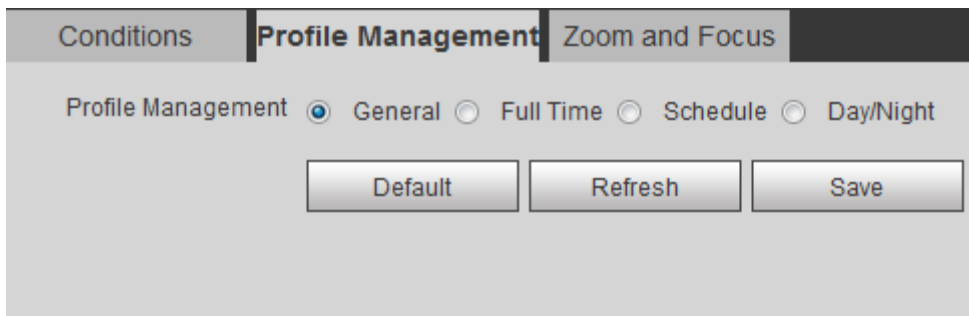 Conditions Profile Management Zoom and Focus
Profile Management General Full Time Schedule Day/Night
Default Refresh Save